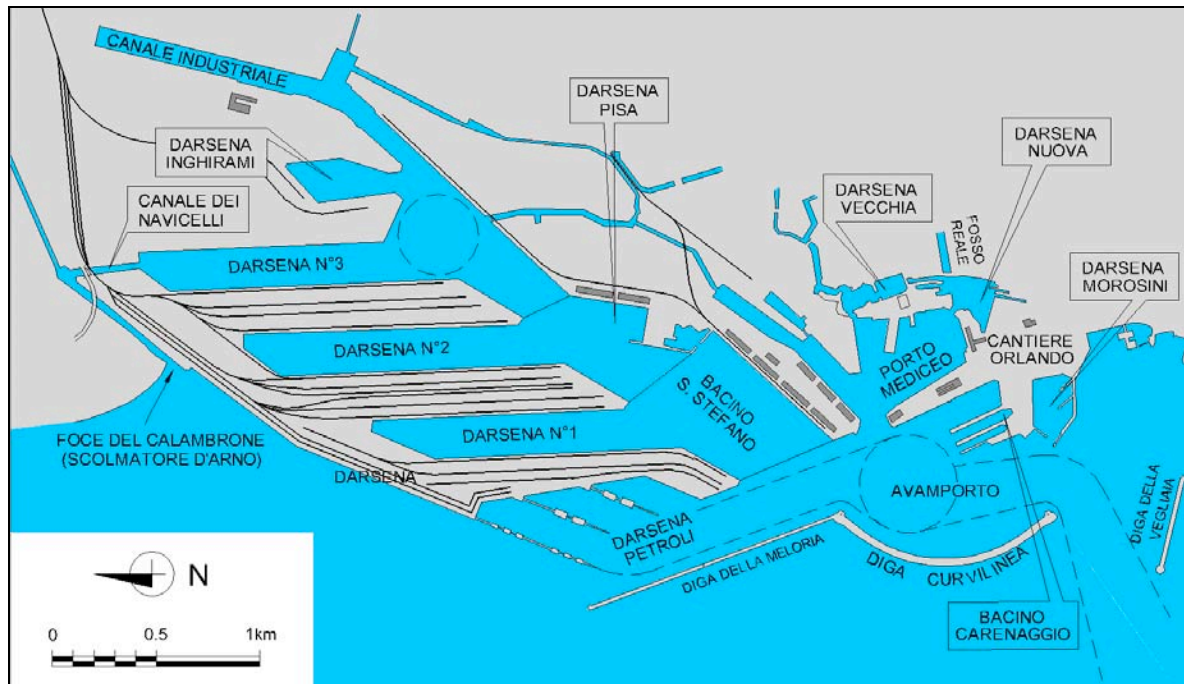 CANALE INDUSTRIALE
DARSENA
INGHIRAMI
CANALE DEI
NAVICELLI
DARSENA
PISA
DARSENA
NUOVA
DARSENA
VECCHIA
FOSSO
REALE
DARSENA
MOROSINI
DARSENA N°3
DARSENA N°2
DARSENA N°1
BACINO
S. STEFANO
PORTO
MEDICEO
CANTIERE
ORLANDO
FOCE DEL CALAMBRONE
(SCOLMATORE D'ARNO)
DARSENA
DARSENA
PETROLI
AVAMPORTO
DIGA DELLA MELORIA
DIGA CURVILINEA
DIGA DELLA
VEGLIAIA
BACINO
CARENAGGIO
N
0 0.5 1km